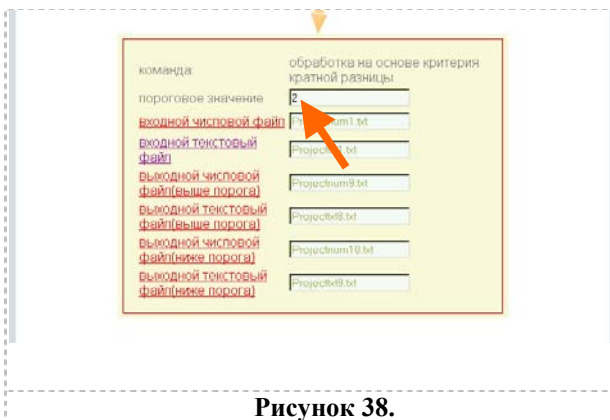 команда:
обработка на основе критерия
кратной разницы
пороговое значение
2
входной числовой файл
входной текстовый
файл
выходной числовой
файл(выше порога)
Projectnum9.txt
выходной текстовый
файл(выше порога)
Projecttxt8.txt
выходной числовой
файл(ниже порога)
Projectnum10.txt
выходной текстовый
файл(ниже порога)
Projecttxt9.txt
Рисунок 38.